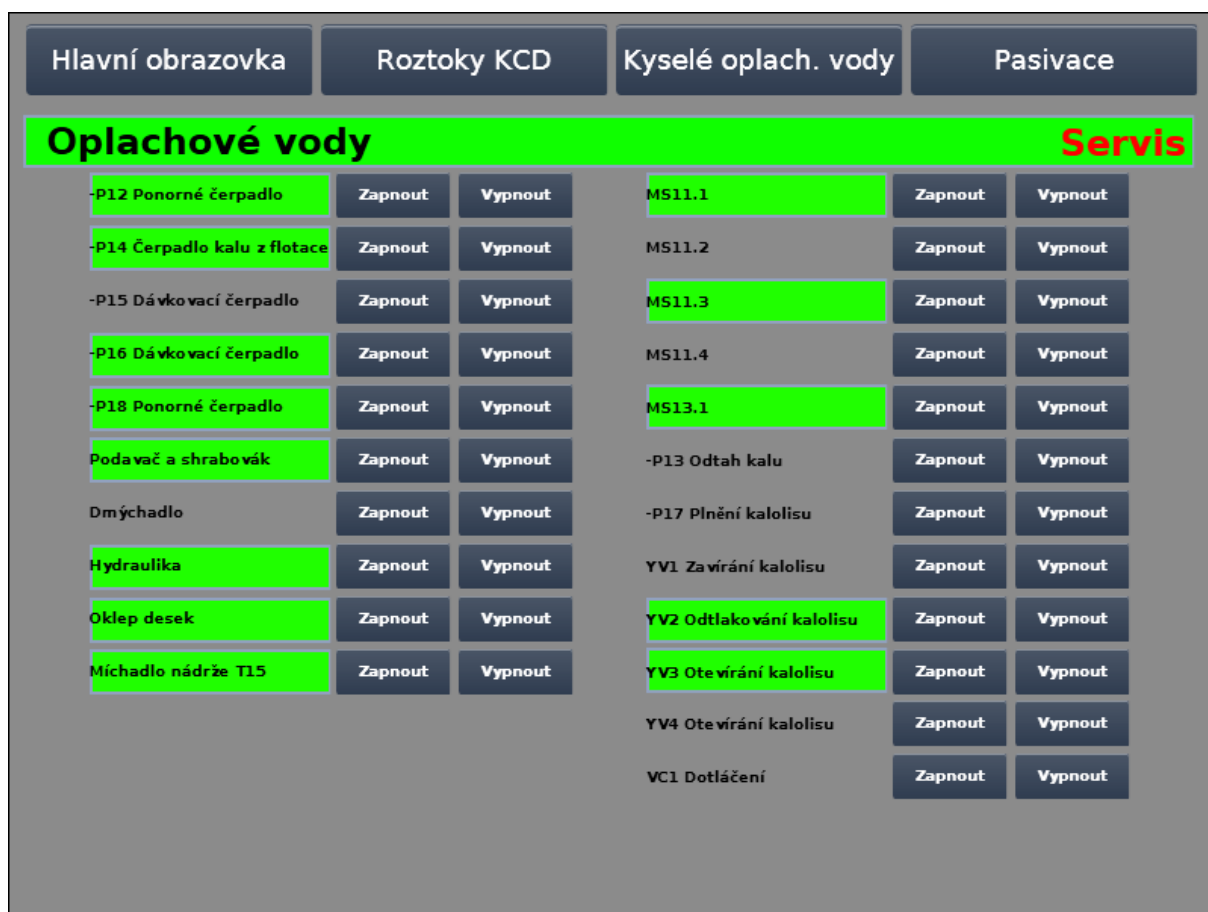 Hlavní obrazovka
Roztoky KCD
Kyselé oplach. vody
Pasivace
Oplachové vody
Servis
-P12 Ponorné čerpadlo Zapnout Vypnout
-P14 Čerpadlo kalu z flotace Zapnout Vypnout
-P15 Dávkovací čerpadlo Zapnout Vypnout
-P16 Dávkovací čerpadlo Zapnout Vypnout
-P18 Ponorné čerpadlo Zapnout Vypnout
Podavač a shrabovák Zapnout Vypnout
Dmýchadlo Zapnout Vypnout
Hydraulika Zapnout Vypnout
Oklep desek Zapnout Vypnout
Míchadlo nádrže T15 Zapnout Vypnout
MS11.1 Zapnout Vypnout
MS11.2 Zapnout Vypnout
MS11.3 Zapnout Vypnout
MS11.4 Zapnout Vypnout
MS13.1 Zapnout Vypnout
-P13 Odtah kalu Zapnout Vypnout
-P17 Plnění kalolisu Zapnout Vypnout
YV1 Zavírání kalolisu Zapnout Vypnout
YV2 Odtlakování kalolisu Zapnout Vypnout
YV3 Otevírání kalolisu Zapnout Vypnout
YV4 Otevírání kalolisu Zapnout Vypnout
VC1 Dotláčení Zapnout Vypnout